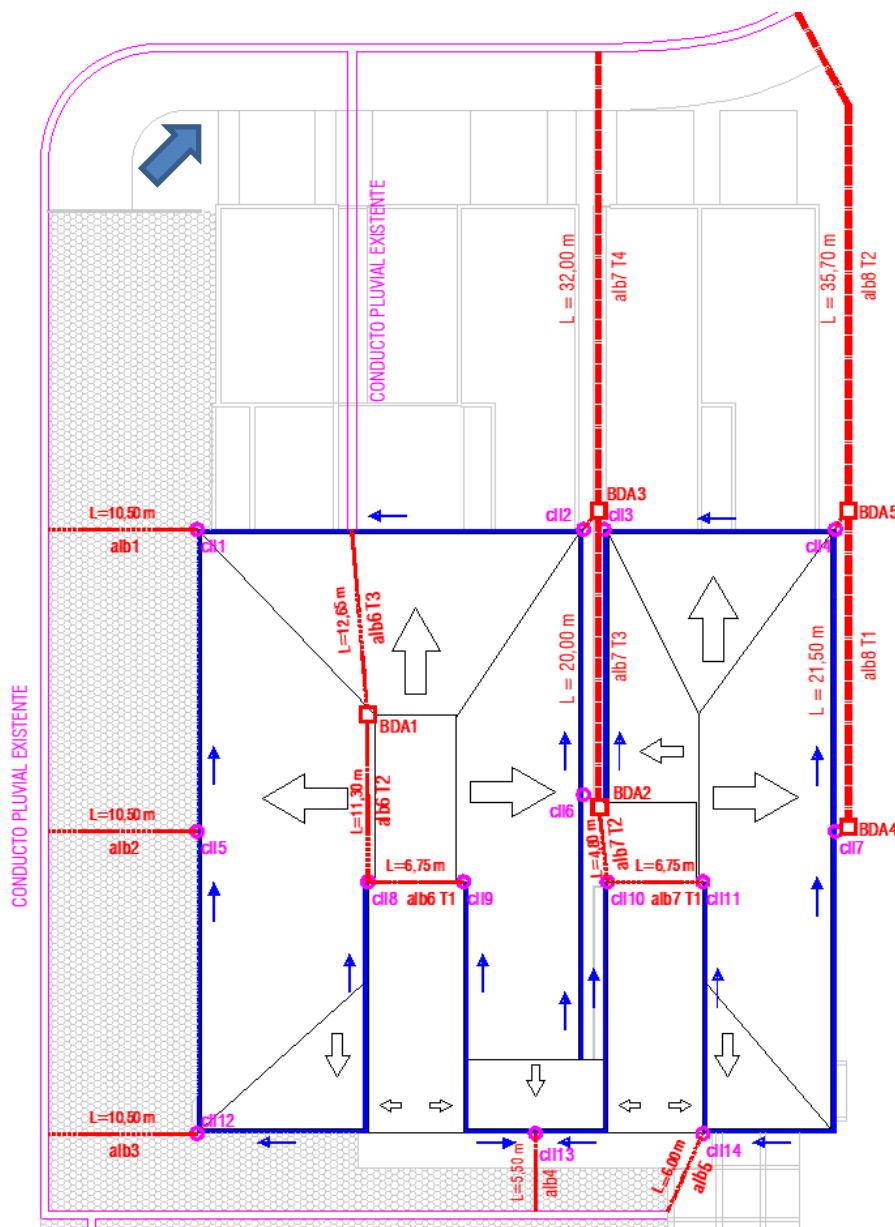 CONDUCTO PLUVIAL EXISTENTE
L = 32,00 m
alb7 T4
L = 35,70 m
alb8 T2
L=10,50 m
alb1
cll1
cll2
BDA3
cll3
cll4
BDA5
L=12,65 m
alb6 T3
L = 20,00 m
alb7 T3
L = 21,50 m
alb8 T1
CONDUCTO PLUVIAL EXISTENTE
BDA1
L=11,30 m
alb6 T2
cll6
BDA2
L=4,80 m
alb7 T2
L=10,50 m
alb2
cll5
cll7
BDA4
L=6,75 m
alb6 T1
cll8
cll9
L=6,75 m
alb7 T1
cll10
cll11
L=10,50 m
alb3
cll12
cll13
L=5,50 m
alb4
cll14
L=6,00 m
alb5